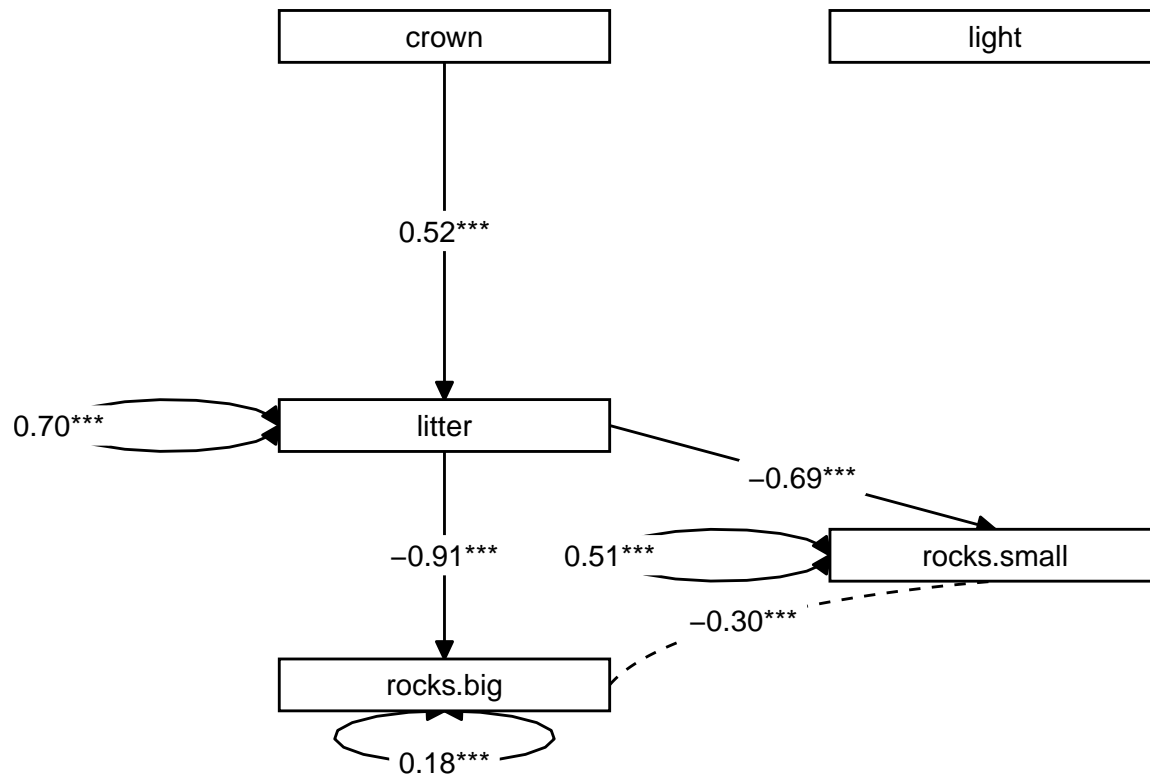 crown
light
0.52***
0.70***
litter
−0.69***
−0.91***
0.51***
rocks.small
−0.30***
rocks.big
0.18***